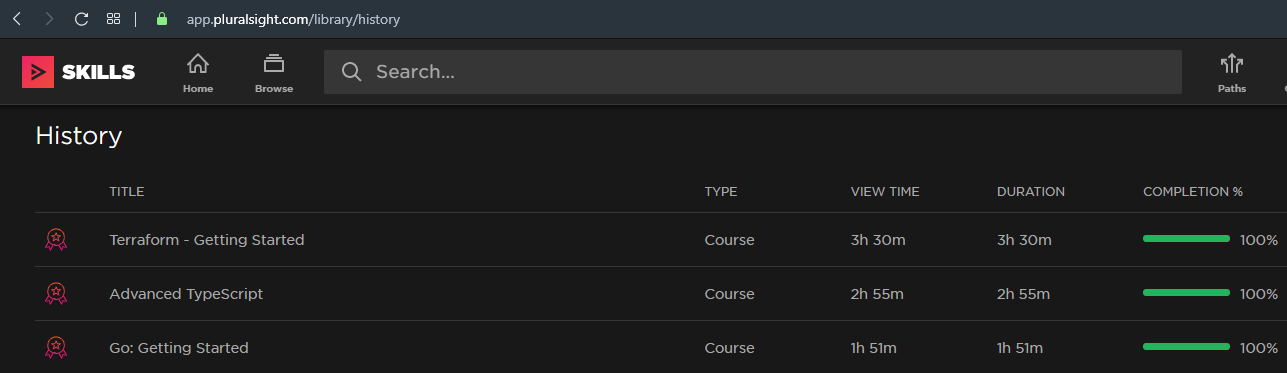 app.pluralsight.com/library/history
SKILLS Home Browse Search... Paths
History
TITLE TYPE VIEW TIME DURATION COMPLETION %
Terraform - Getting Started Course 3h 30m 3h 30m 100%
Advanced TypeScript Course 2h 55m 2h 55m 100%
Go: Getting Started Course 1h 51m 1h 51m 100%